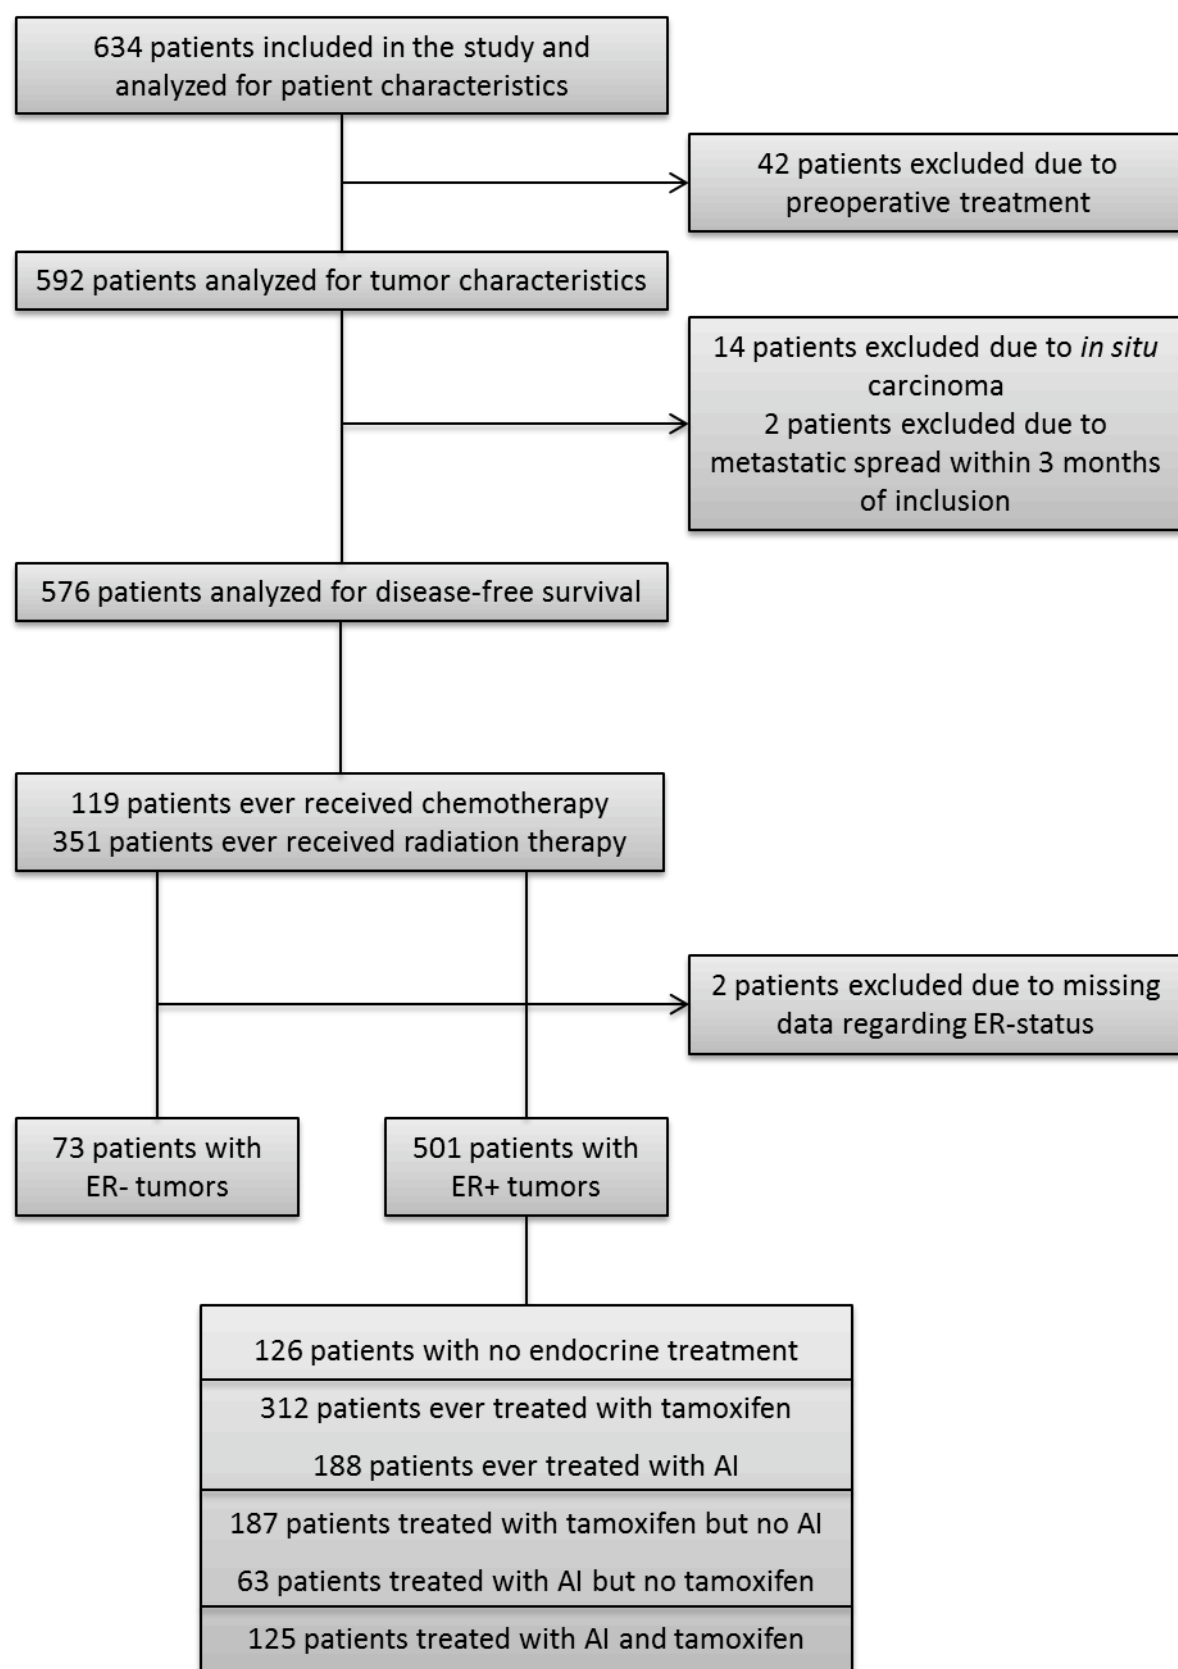 634 patients included in the study and
analyzed for patient characteristics
42 patients excluded due to
preoperative treatment
592 patients analyzed for tumor characteristics
14 patients excluded due to in situ
carcinoma
2 patients excluded due to
metastatic spread within 3 months
of inclusion
576 patients analyzed for disease-free survival
119 patients ever received chemotherapy
351 patients ever received radiation therapy
2 patients excluded due to missing
data regarding ER-status
73 patients with
ER- tumors
501 patients with
ER+ tumors
126 patients with no endocrine treatment
312 patients ever treated with tamoxifen
188 patients ever treated with AI
187 patients treated with tamoxifen but no AI
63 patients treated with AI but no tamoxifen
125 patients treated with AI and tamoxifen